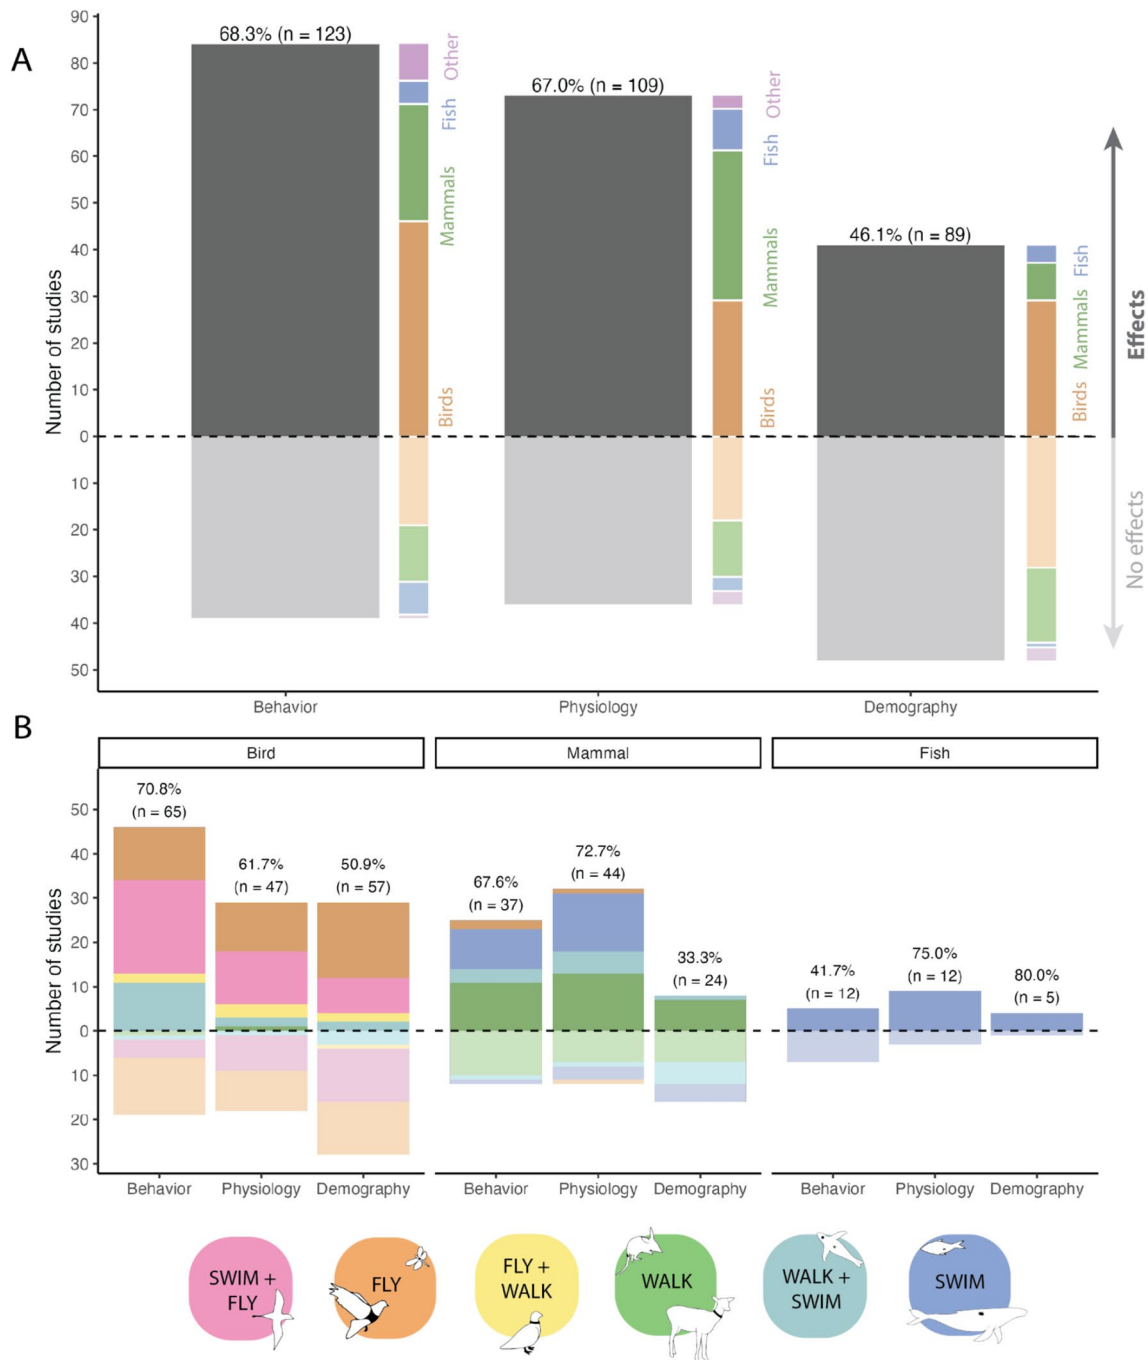 A
Number of studies
90
80
70
60
50
40
30
20
10
0
10
20
30
40
50
68.3% (n = 123)
67.0% (n = 109)
46.1% (n = 89)
Other
Fish
Mammals
Birds
Other
Fish
Mammals
Birds
Fish
Mammals
Birds
Effects
No effects
Behavior
Physiology
Demography
B
Bird
Mammal
Fish
Number of studies
50
40
30
20
10
0
10
20
30
70.8%
(n = 65)
61.7%
(n = 47)
50.9%
(n = 57)
67.6%
(n = 37)
72.7%
(n = 44)
33.3%
(n = 24)
41.7%
(n = 12)
75.0%
(n = 12)
80.0%
(n = 5)
Behavior
Physiology
Demography
Behavior
Physiology
Demography
Behavior
Physiology
Demography
SWIM +
FLY
FLY
FLY +
WALK
WALK
WALK +
SWIM
SWIM